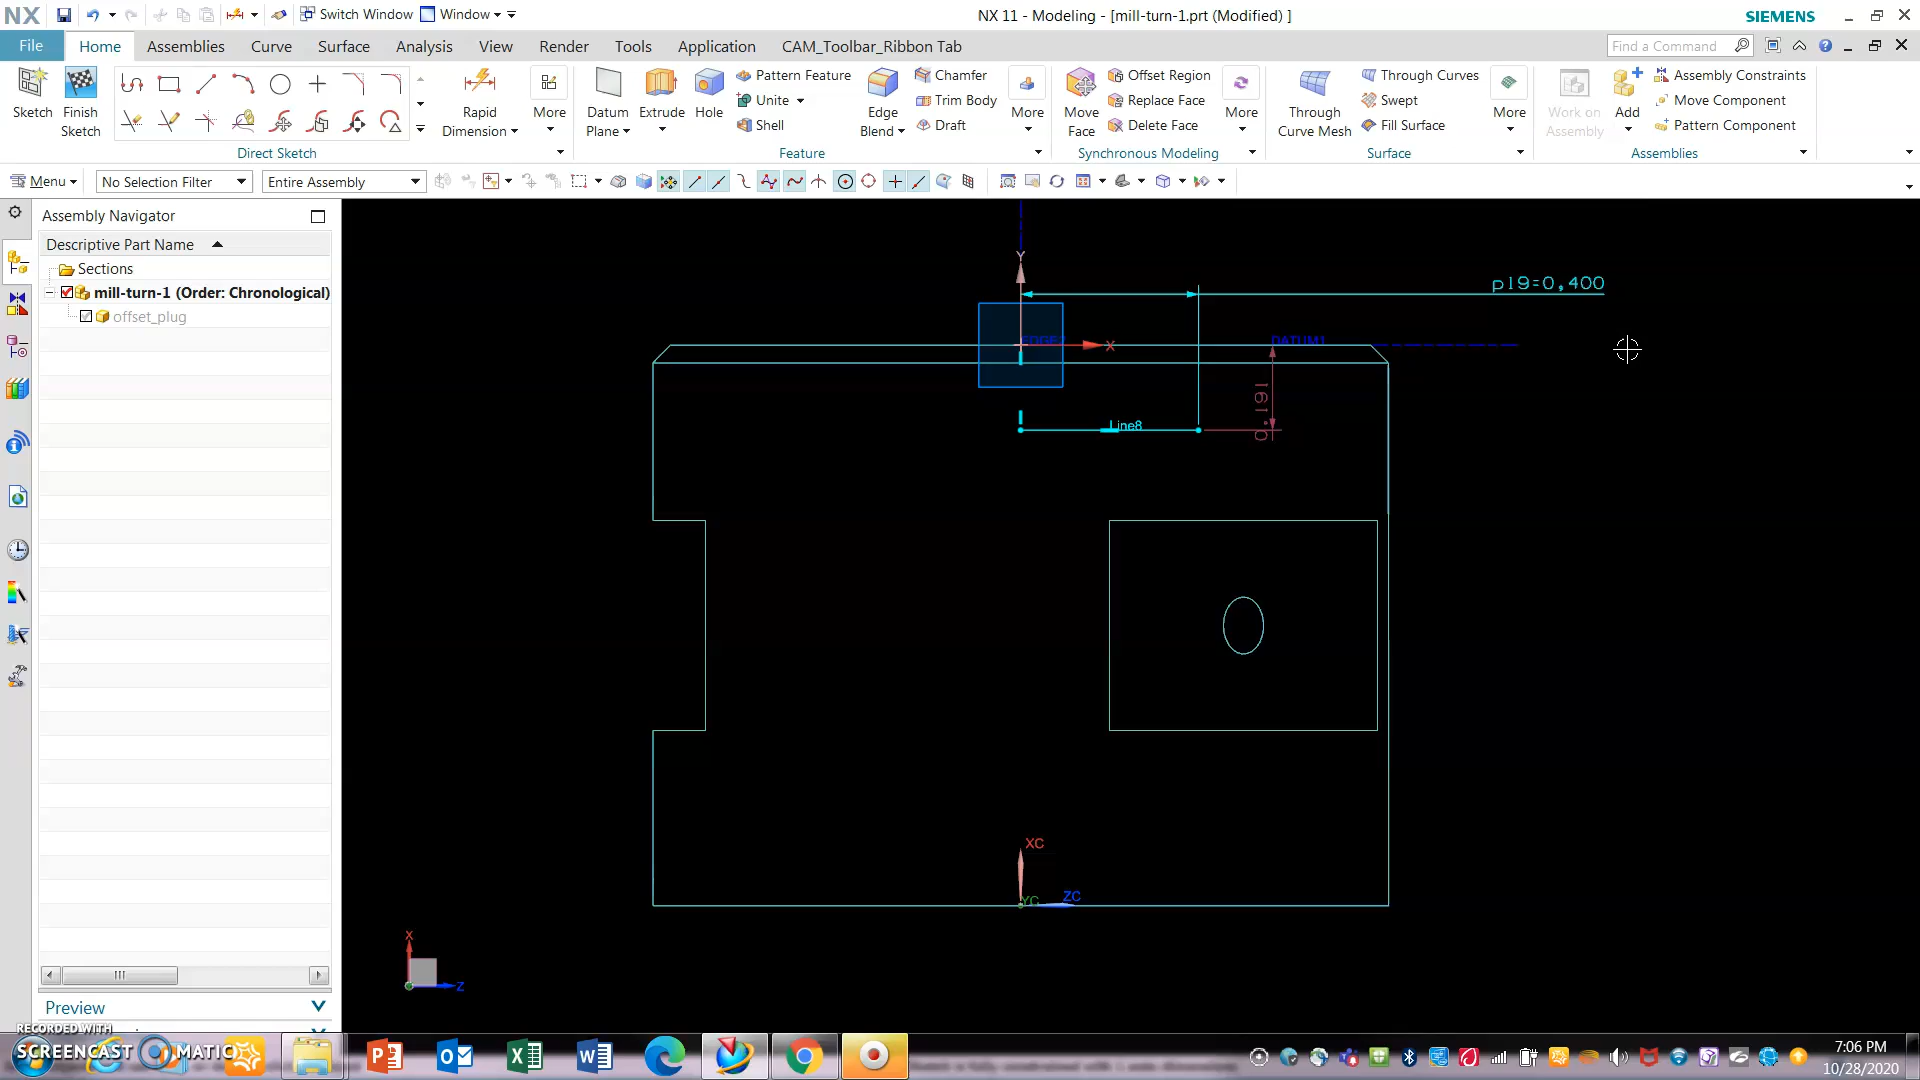 NX
Switch Window
Window
NX 11 - Modeling - [mill-turn-1.prt (Modified) ]
SIEMENS
File
Home
Assemblies
Curve
Surface
Analysis
View
Render
Tools
Application
CAM_Toolbar_Ribbon Tab
Find a Command
Sketch
Finish Sketch
Rapid Dimension
More
Direct Sketch
Datum Plane
Extrude
Hole
Pattern Feature
Unite
Shell
Edge Blend
Chamfer
Trim Body
Draft
More
Feature
Move Face
Offset Region
Replace Face
Delete Face
More
Synchronous Modeling
Through Curve Mesh
Through Curves
Swept
Fill Surface
More
Surface
Work on Assembly
Add
Assembly Constraints
Move Component
Pattern Component
Assemblies
Menu
No Selection Filter
Entire Assembly
Assembly Navigator
Descriptive Part Name
Sections
mill-turn-1 (Order: Chronological)
offset_plug
Preview
Y
p19=0,400
X
DATUM1
0.191
Line8
XC
YC
ZC
X
Z
RECORDED WITH
SCREENCAST MATIC
7:06 PM
10/28/2020